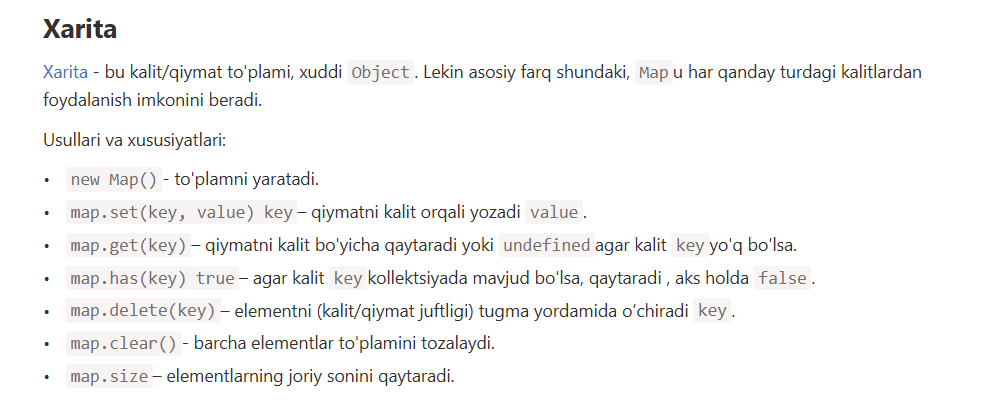 Xarita
Xarita - bu kalit/qiymat to'plami, xuddi Object. Lekin asosiy farq shundaki, Map u har qanday turdagi kalitlardan
foydalanish imkonini beradi.
Usullari va xususiyatlari:
• new Map() - to'plamni yaratadi.
• map.set(key, value) key – qiymatni kalit orqali yozadi value.
• map.get(key) – qiymatni kalit bo'yicha qaytaradi yoki undefined agar kalit key yo'q bo'lsa.
• map.has(key) true – agar kalit key kollektsiyada mavjud bo'lsa, qaytaradi , aks holda false.
• map.delete(key) – elementni (kalit/qiymat juftligi) tugma yordamida oʻchiradi key.
• map.clear() - barcha elementlar to'plamini tozalaydi.
• map.size – elementlarning joriy sonini qaytaradi.